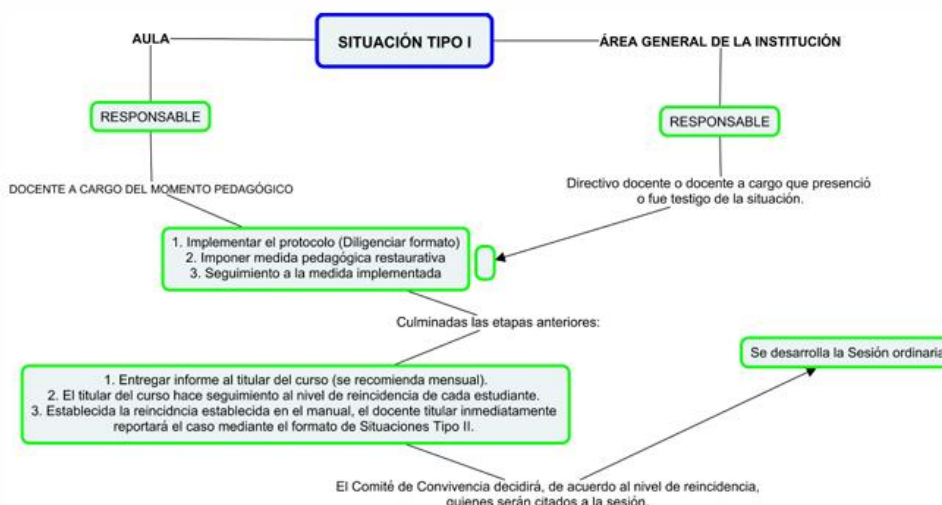 SITUACIÓN TIPO I
AULA
ÁREA GENERAL DE LA INSTITUCIÓN
RESPONSABLE
RESPONSABLE
DOCENTE A CARGO DEL MOMENTO PEDAGÓGICO
Directivo docente o docente a cargo que presenció
o fue testigo de la situación.
1. Implementar el protocolo (Diligenciar formato)
2. Imponer medida pedagógica restaurativa
3. Seguimiento a la medida implementada
Culminadas las etapas anteriores:
1. Entregar informe al titular del curso (se recomienda mensual).
2. El titular del curso hace seguimiento al nivel de reincidencia de cada estudiante.
3. Establecida la reincidncia establecida en el manual, el docente titular inmediatamente
reportará el caso mediante el formato de Situaciones Tipo II.
Se desarrolla la Sesión ordinaria
El Comité de Convivencia decidirá, de acuerdo al nivel de reincidencia,
quienes serán citados a la sesión.